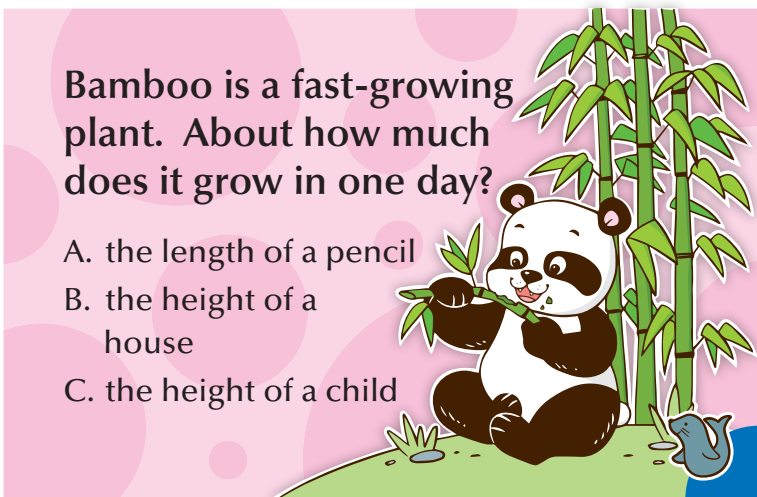 Bamboo is a fast-growing
plant.  About how much
does it grow in one day?
A. the length of a pencil
B. the height of a
house
C. the height of a child